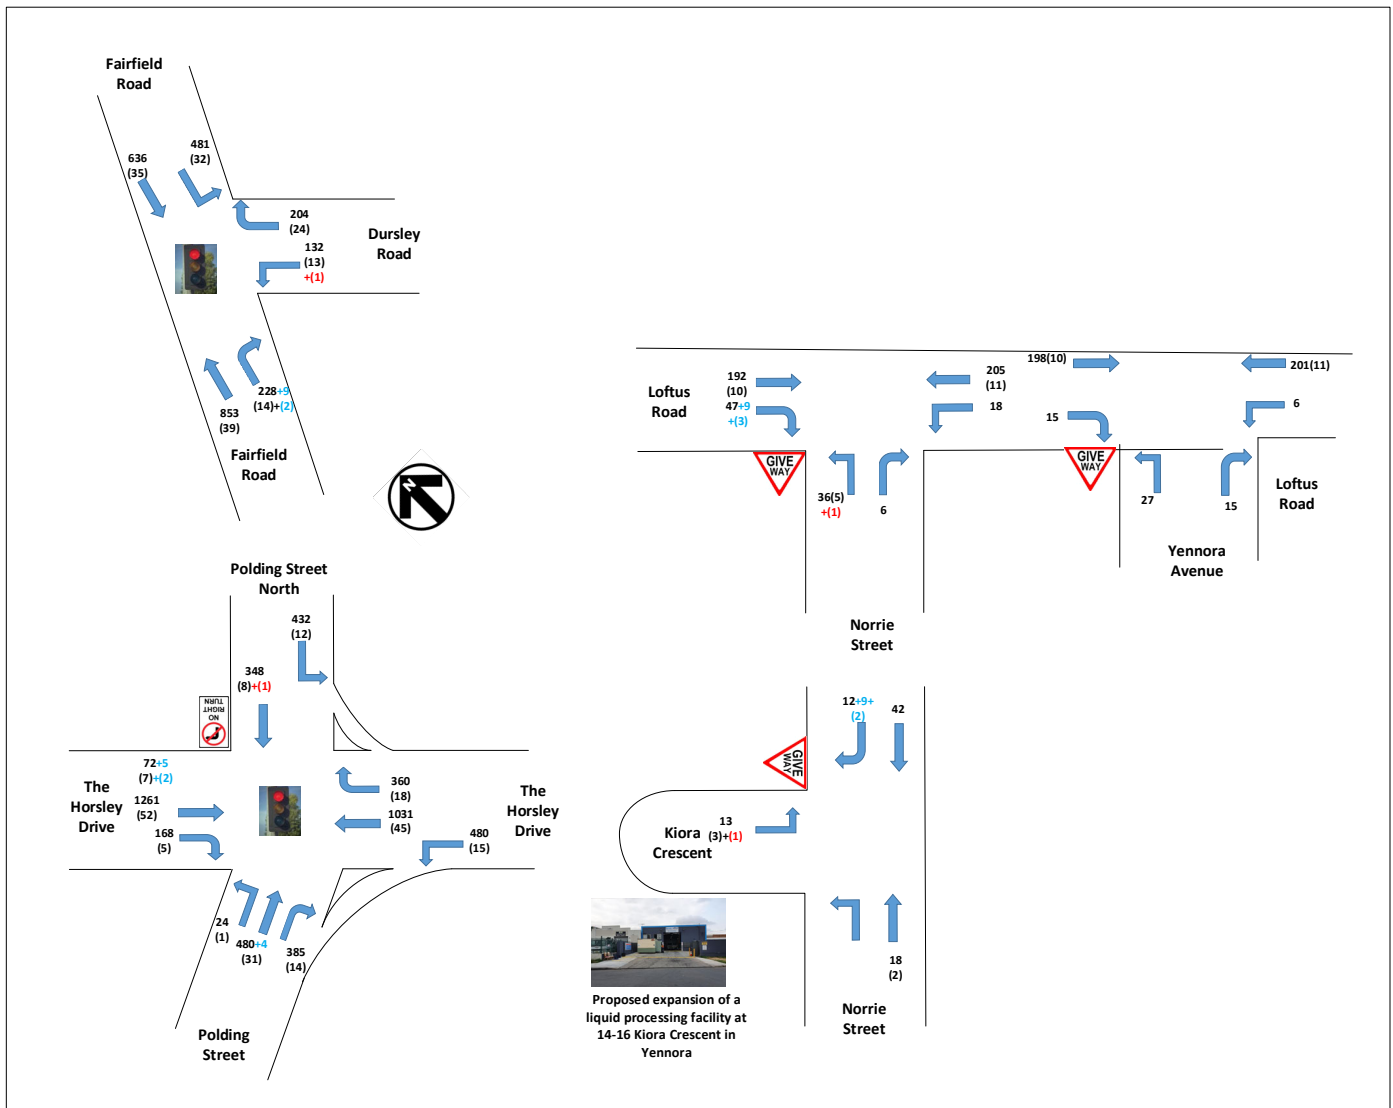 Fairfield
Road
481
(32)
636
(35)
204
(24)
132
(13)
+(1)
Dursley
Road
228+9
(14)+(2)
853
(39)
Fairfield
Road
N
Loftus
Road
192
(10)
47+9
+(3)
205
(11)
18
198(10)
201(11)
15
6
GIVE
WAY
GIVE
WAY
36(5)
+(1)
6
27
15
Loftus
Road
Yennora
Avenue
Norrie
Street
Polding Street
North
432
(12)
348
(8)+(1)
NO
RIGHT
TURN
72+5
(7)+(2)
The
Horsley
Drive
1261
(52)
168
(5)
360
(18)
1031
(45)
480
(15)
The
Horsley
Drive
24
(1)
480+4
(31)
385
(14)
Polding
Street
12+9+
(2)
42
GIVE
WAY
13
(3)+(1)
Kiora
Crescent
18
(2)
Norrie
Street
Proposed expansion of a
liquid processing facility at
14-16 Kiora Crescent in
Yennora